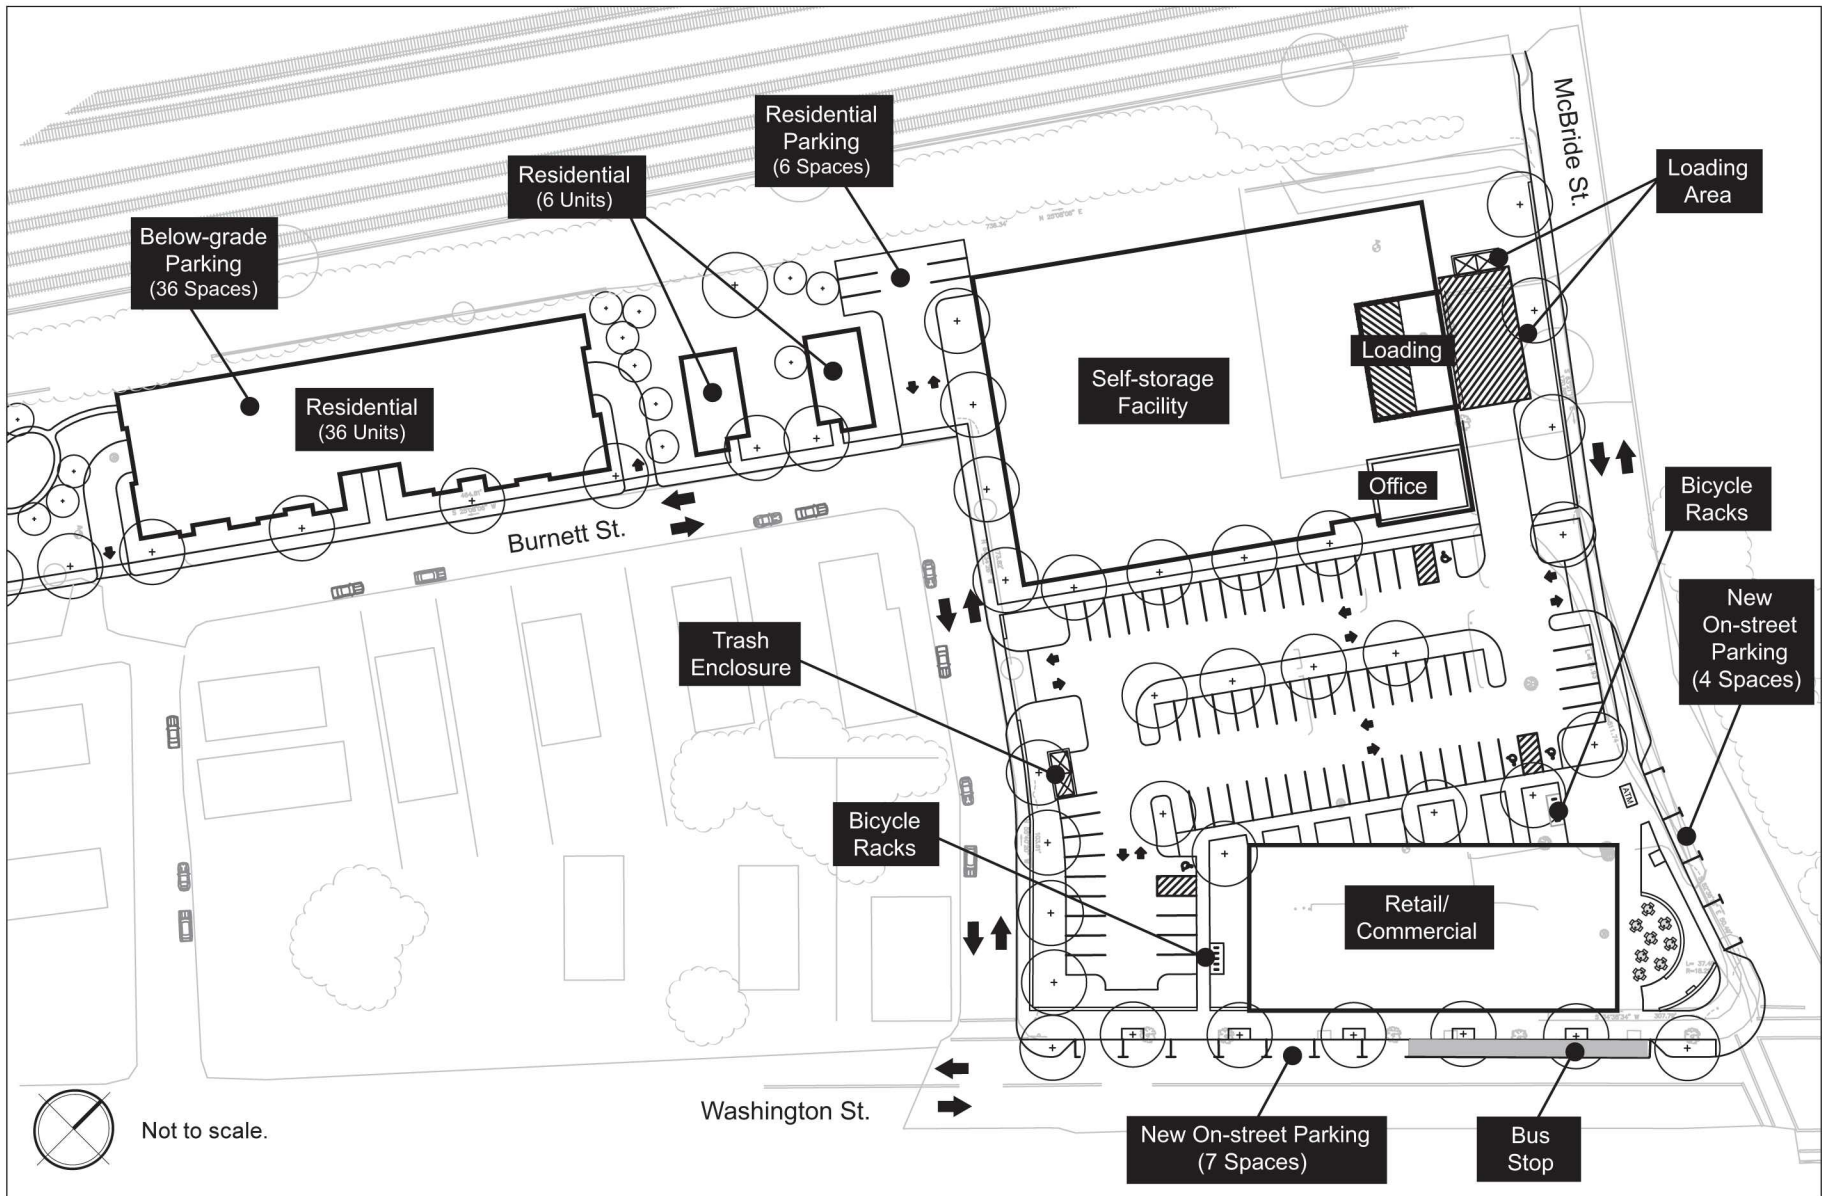 McBride St.
Residential
Parking
(6 Spaces)
Residential
(6 Units)
Loading
Area
Below-grade
Parking
(36 Spaces)
Loading
Self-storage
Facility
Residential
(36 Units)
Office
Bicycle
Racks
Burnett St.
New
On-street
Parking
(4 Spaces)
Trash
Enclosure
ATM
Bicycle
Racks
Retail/
Commercial
Washington St.
Not to scale.
New On-street Parking
(7 Spaces)
Bus
Stop